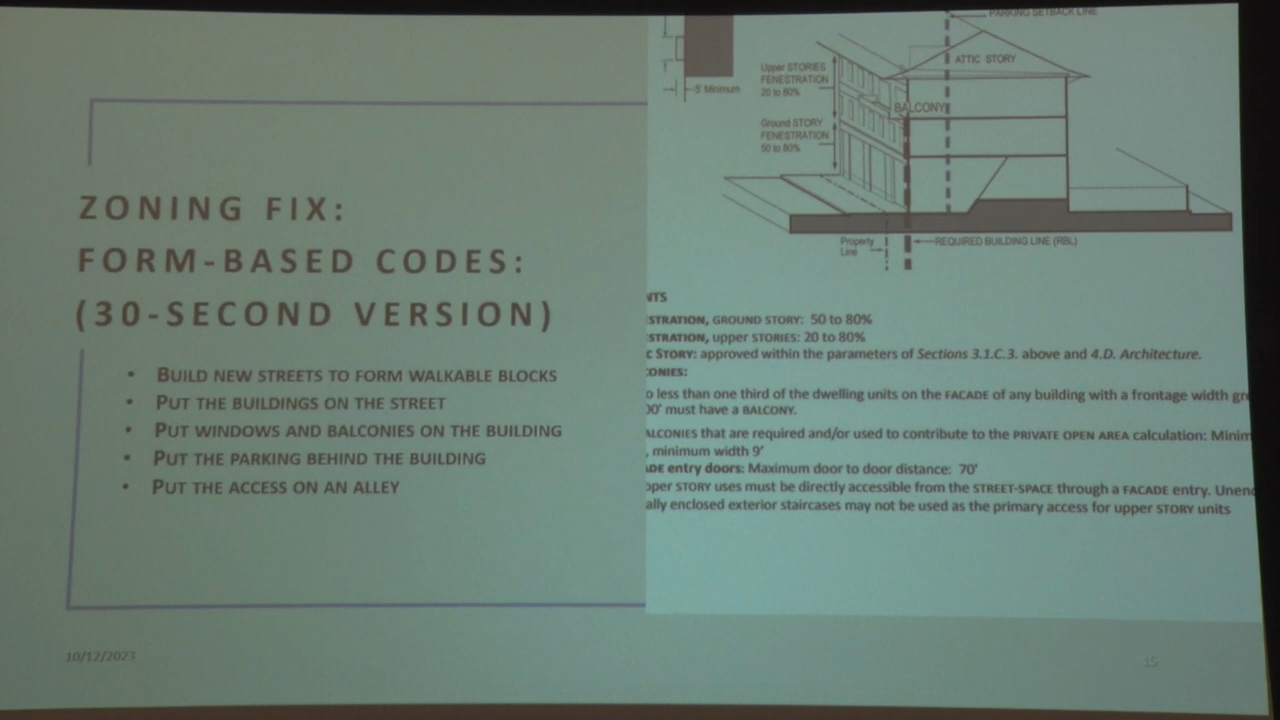 ZONING FIX:
FORM-BASED CODES:
(30-SECOND VERSION)
• BUILD NEW STREETS TO FORM WALKABLE BLOCKS
• PUT THE BUILDINGS ON THE STREET
• PUT WINDOWS AND BALCONIES ON THE BUILDING
• PUT THE PARKING BEHIND THE BUILDING
• PUT THE ACCESS ON AN ALLEY
10/12/2023
PARKING SETBACK LINE
ATTIC STORY
Upper STORIES
FENESTRATION
20 to 80%
5' Minimum
BALCONY
Ground STORY
FENESTRATION
50 to 80%
Property
Line
REQUIRED BUILDING LINE (RBL)
NTS
ESTRATION, GROUND STORY: 50 to 80%
ESTRATION, upper STORIES: 20 to 80%
C STORY: approved within the parameters of Sections 3.1.C.3. above and 4.D. Architecture.
ONIES:
o less than one third of the dwelling units on the FACADE of any building with a frontage width gre
00' must have a BALCONY.
ALCONIES that are required and/or used to contribute to the PRIVATE OPEN AREA calculation: Minim
, minimum width 9'
ADE entry doors: Maximum door to door distance: 70'
pper STORY uses must be directly accessible from the STREET-SPACE through a FACADE entry. Unenc
ally enclosed exterior staircases may not be used as the primary access for upper STORY units
15